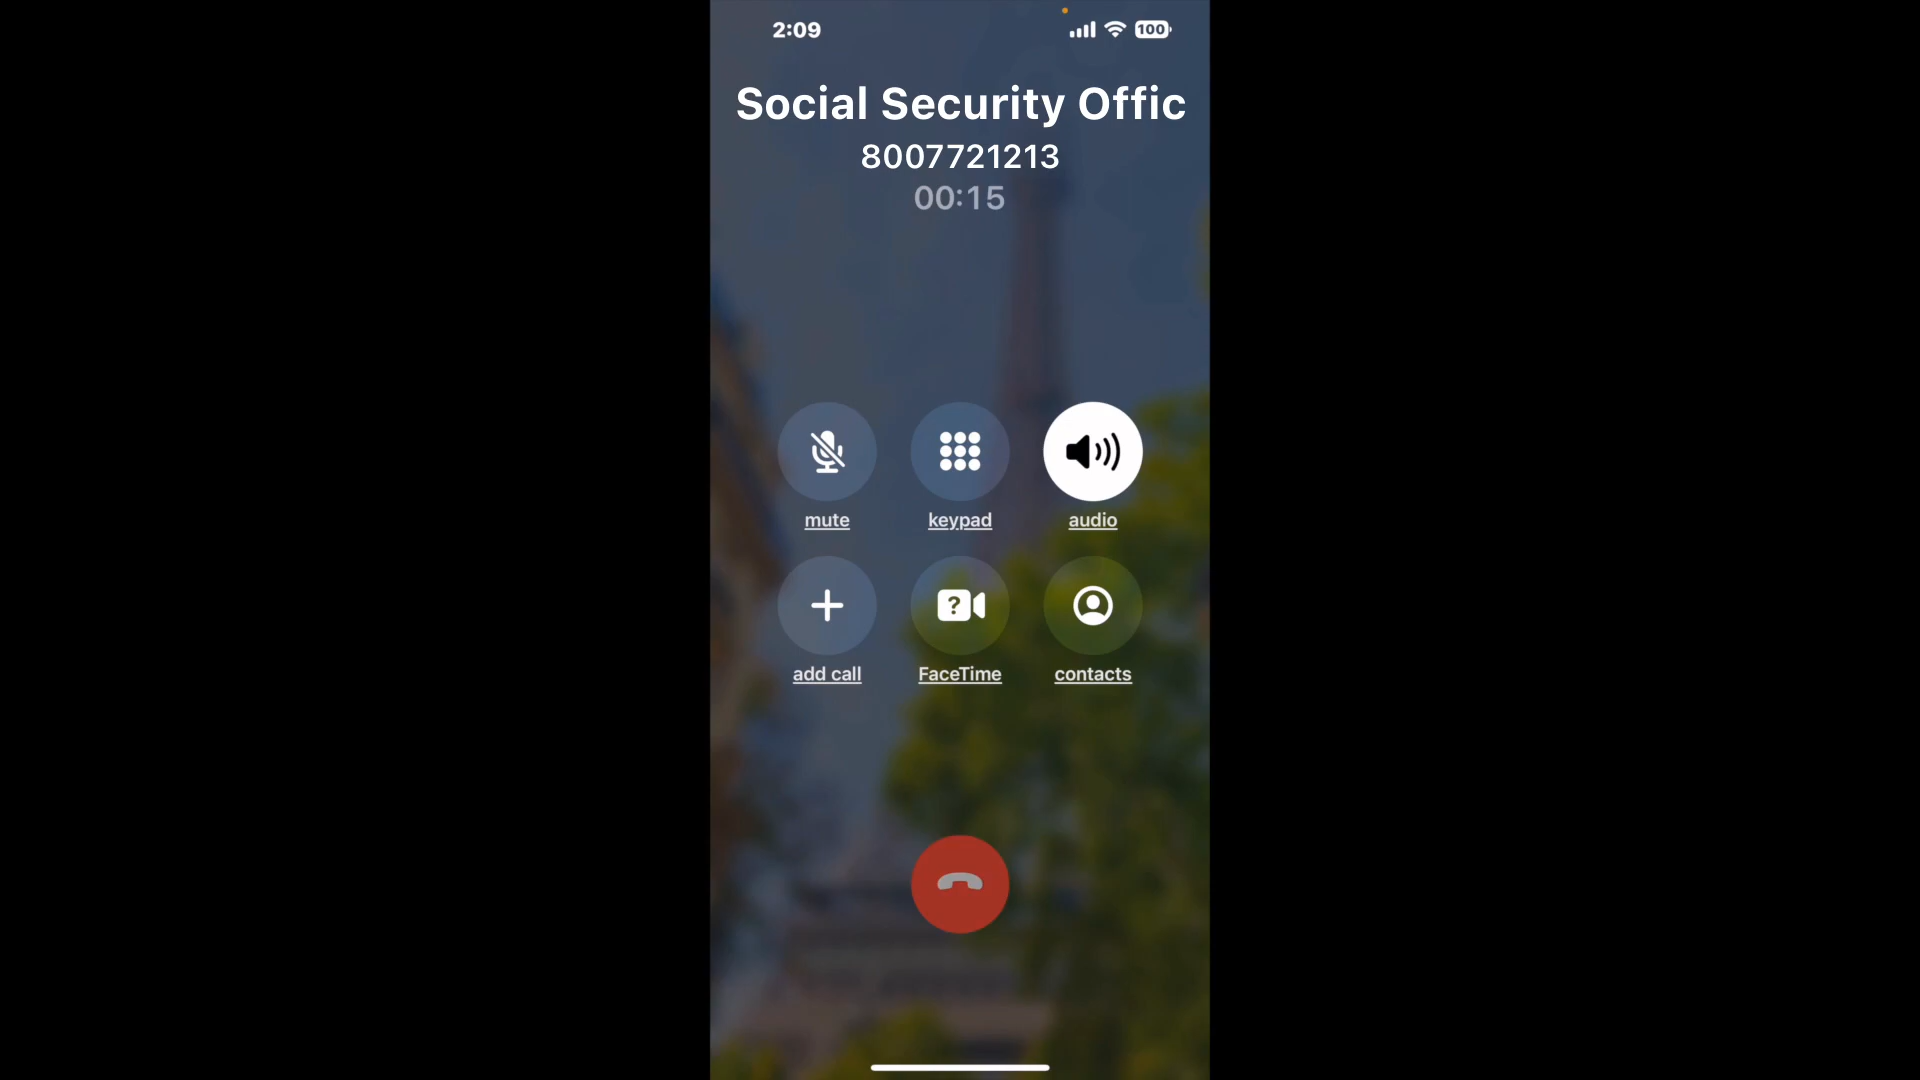 2:09
100
Social Security Offic
8007721213
00:15
mute
keypad
audio
?
add call
FaceTime
contacts